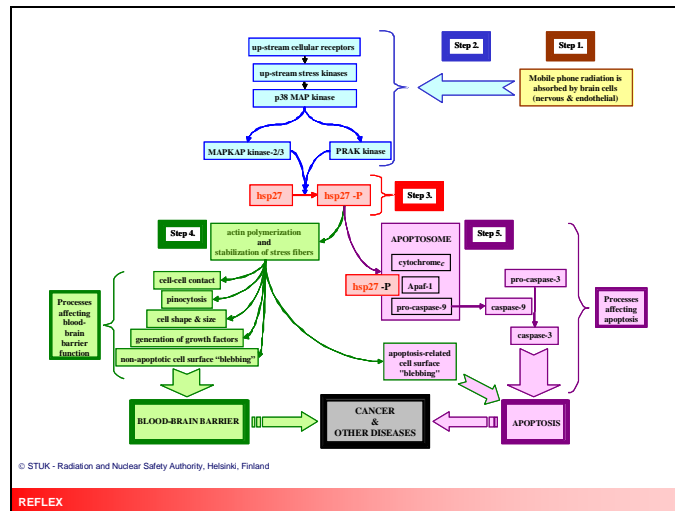 Step 2.
Step 1.
up-stream cellular receptors
up-stream stress kinases
p38 MAP kinase
Mobile phone radiation is
absorbed by brain cells
(nervous & endothelial)
MAPKAP kinase-2/3
PRAK kinase
hsp27
hsp27 -P
Step 3.
Step 4.
actin polymerization
and
stabilization of stress fibers
Step 5.
APOPTOSOME
cytochromec
hsp27 -P
Apaf-1
pro-caspase-9
caspase-9
pro-caspase-3
caspase-3
Processes
affecting
apoptosis
Processes
affecting
blood-
brain
barrier
function
cell-cell contact
pinocytosis
cell shape & size
generation of growth factors
non-apoptotic cell surface “blebbing”
apoptosis-related
cell surface
"blebbing"
BLOOD-BRAIN BARRIER
CANCER
&
OTHER DISEASES
APOPTOSIS
© STUK - Radiation and Nuclear Safety Authority, Helsinki, Finland
REFLEX